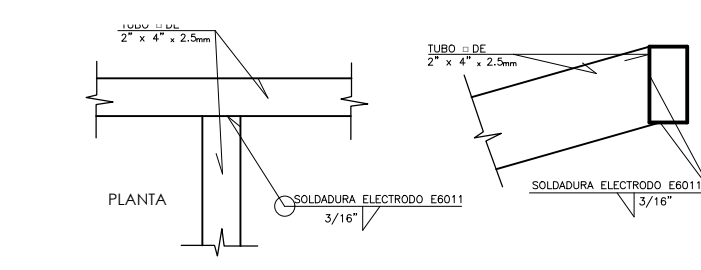 TUBO □ DE
2" x 4" x 2.5mm
PLANTA
SOLDADURA ELECTRODO E6011
3/16"
TUBO □ DE
2" x 4" x 2.5mm
SOLDADURA ELECTRODO E6011
3/16"